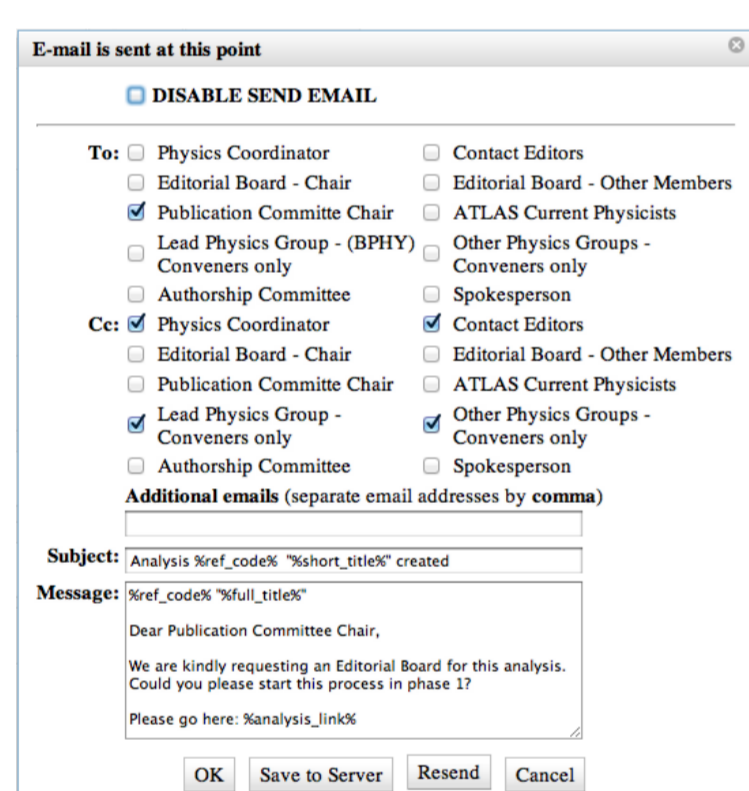 E-mail is sent at this point
DISABLE SEND EMAIL
To: Physics Coordinator Contact Editors
Editorial Board - Chair Editorial Board - Other Members
Publication Committe Chair ATLAS Current Physicists
Lead Physics Group - (BPHY) Other Physics Groups -
Conveners only Conveners only
Authorship Committee Spokesperson
Cc: Physics Coordinator Contact Editors
Editorial Board - Chair Editorial Board - Other Members
Publication Committe Chair ATLAS Current Physicists
Lead Physics Group - Other Physics Groups -
Conveners only Conveners only
Authorship Committee Spokesperson
Additional emails (separate email addresses by comma)
Subject: Analysis %ref_code% "%short_title%" created
Message: %ref_code% "%full_title%"
Dear Publication Committee Chair,
We are kindly requesting an Editorial Board for this analysis.
Could you please start this process in phase 1?
Please go here: %analysis_link%
OK Save to Server Resend Cancel